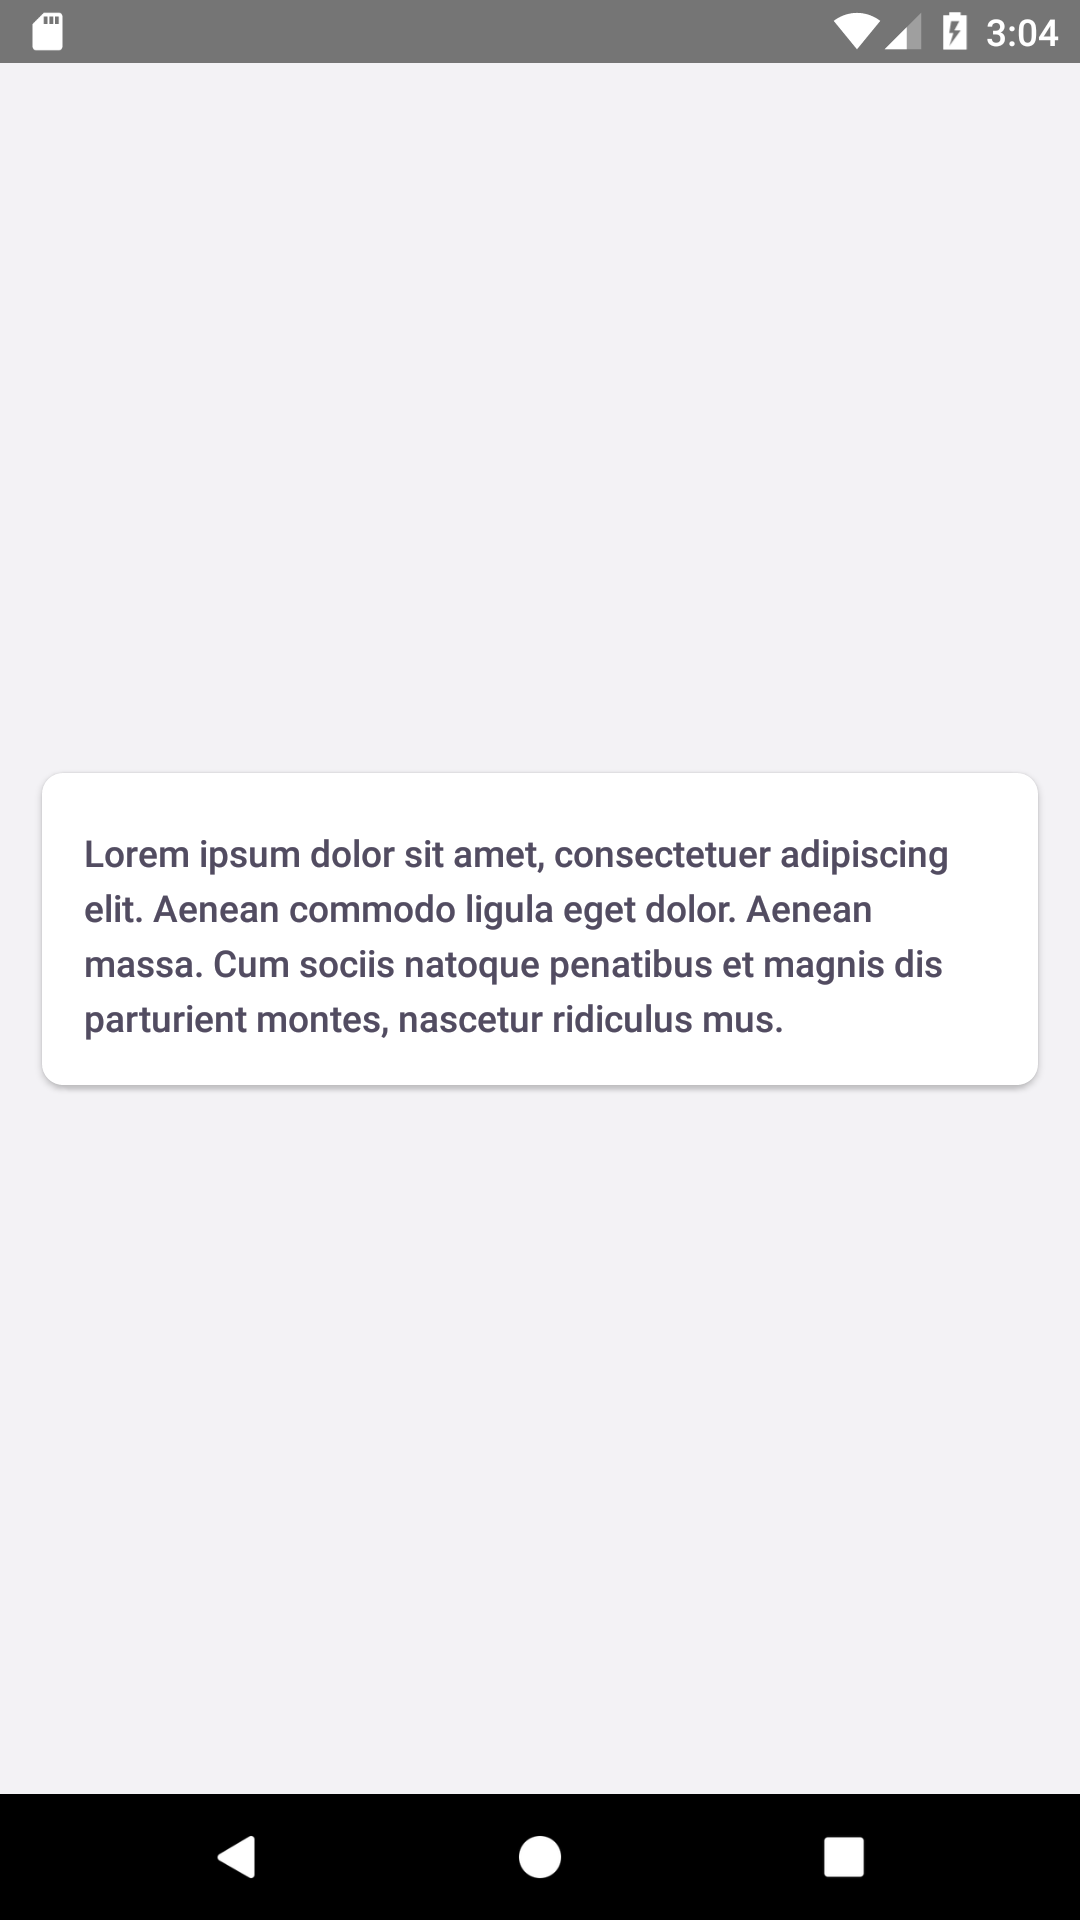 3:04
Lorem ipsum dolor sit amet, consectetuer adipiscing
elit. Aenean commodo ligula eget dolor. Aenean
massa. Cum sociis natoque penatibus et magnis dis
parturient montes, nascetur ridiculus mus.